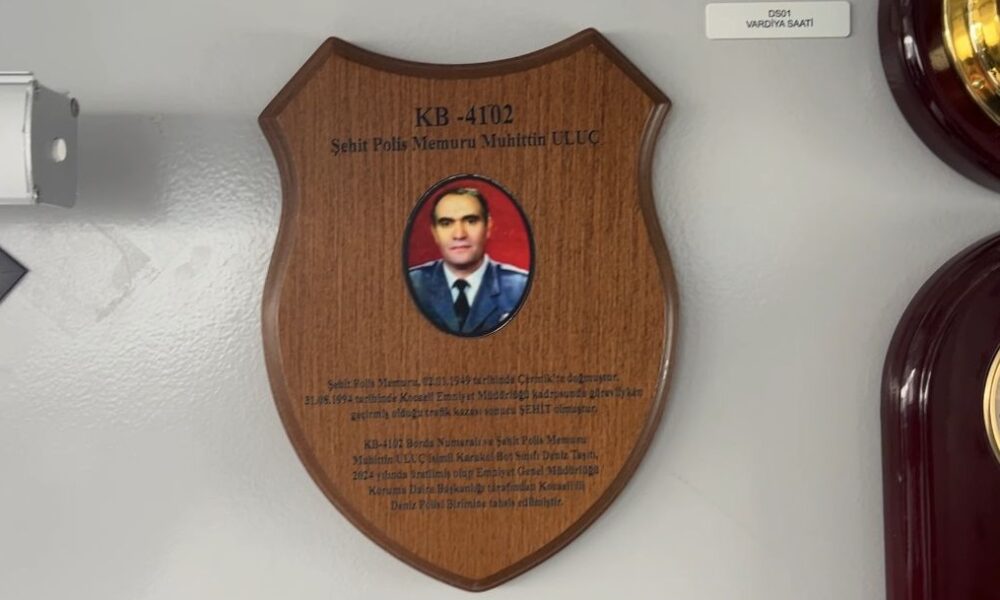 DS01
VARDİYA SAATİ
KB -4102
Şehit Polis Memuru Muhittin ULUÇ
Şehit Polis Memuru, 02.03.1949 tarihinde Çermik'te doğmuştur.
31.08.1994 tarihinde Kocaeli Emniyet Müdürlüğü kadrosunda görevliyken
geçirmiş olduğu trafik kazası sonucu ŞEHİT olmuştur.
KB-4102 Borda Numaralı ve Şehit Polis Memuru
Muhittin ULUÇ isimli Karakol Bot Sınıfı Deniz Taşıtı,
2024 yılında üretilmiş olup Emniyet Genel Müdürlüğü
Koruma Daire Başkanlığı tarafından Kocaeli ili
Deniz Polisi Birimine tahsis edilmiştir.